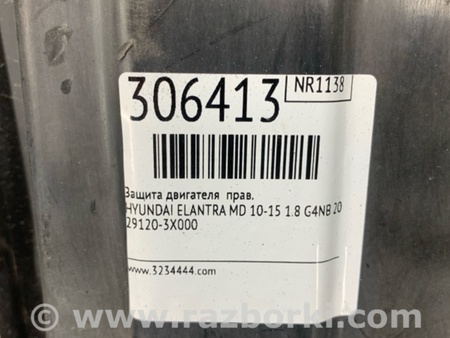 306413
NR1138
Защита двигателя прав.
HYUNDAI ELANTRA MD 10-15 1.8 G4NB 20
29120-3X000
www.3234444.com
© www.razborki.com